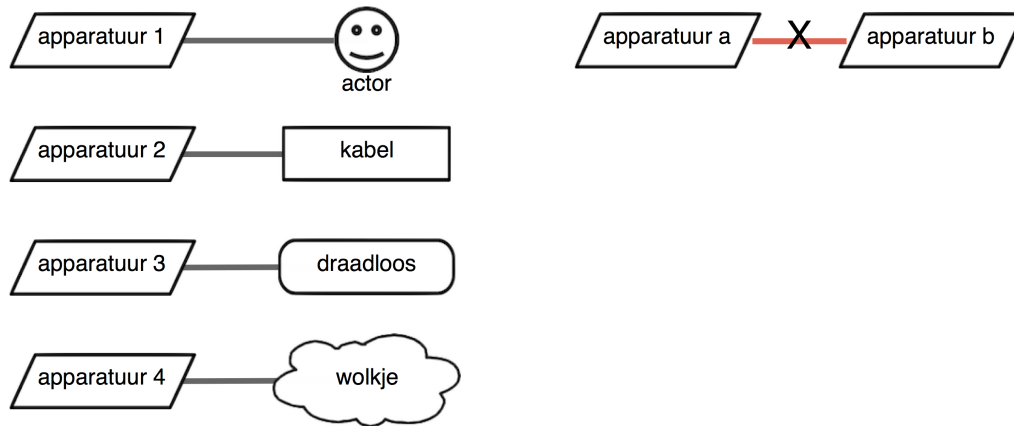 apparatuur 1
actor
apparatuur a
X
apparatuur b
apparatuur 2
kabel
apparatuur 3
draadloos
apparatuur 4
wolkje